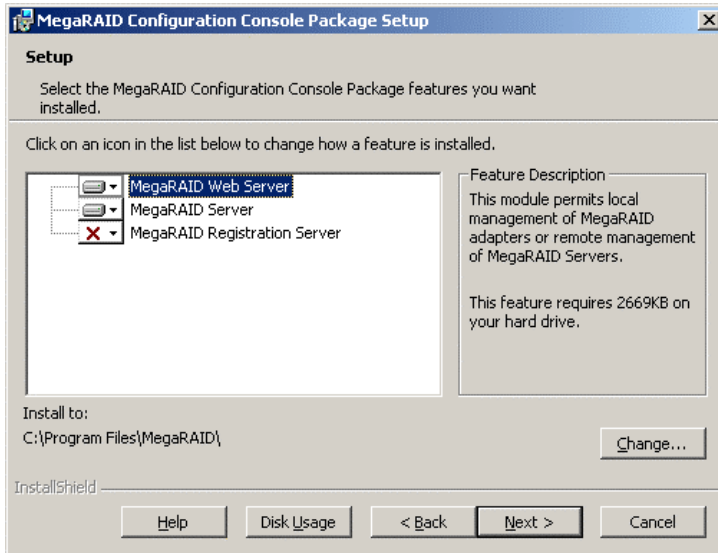 MegaRAID Configuration Console Package Setup
Setup
Select the MegaRAID Configuration Console Package features you want
installed.
Click on an icon in the list below to change how a feature is installed.
MegaRAID Web Server
MegaRAID Server
MegaRAID Registration Server
Feature Description
This module permits local
management of MegaRAID
adapters or remote management
of MegaRAID Servers.
This feature requires 2669KB on
your hard drive.
Install to:
C:\Program Files\MegaRAID\
Change...
InstallShield
Help
Disk Usage
< Back
Next >
Cancel